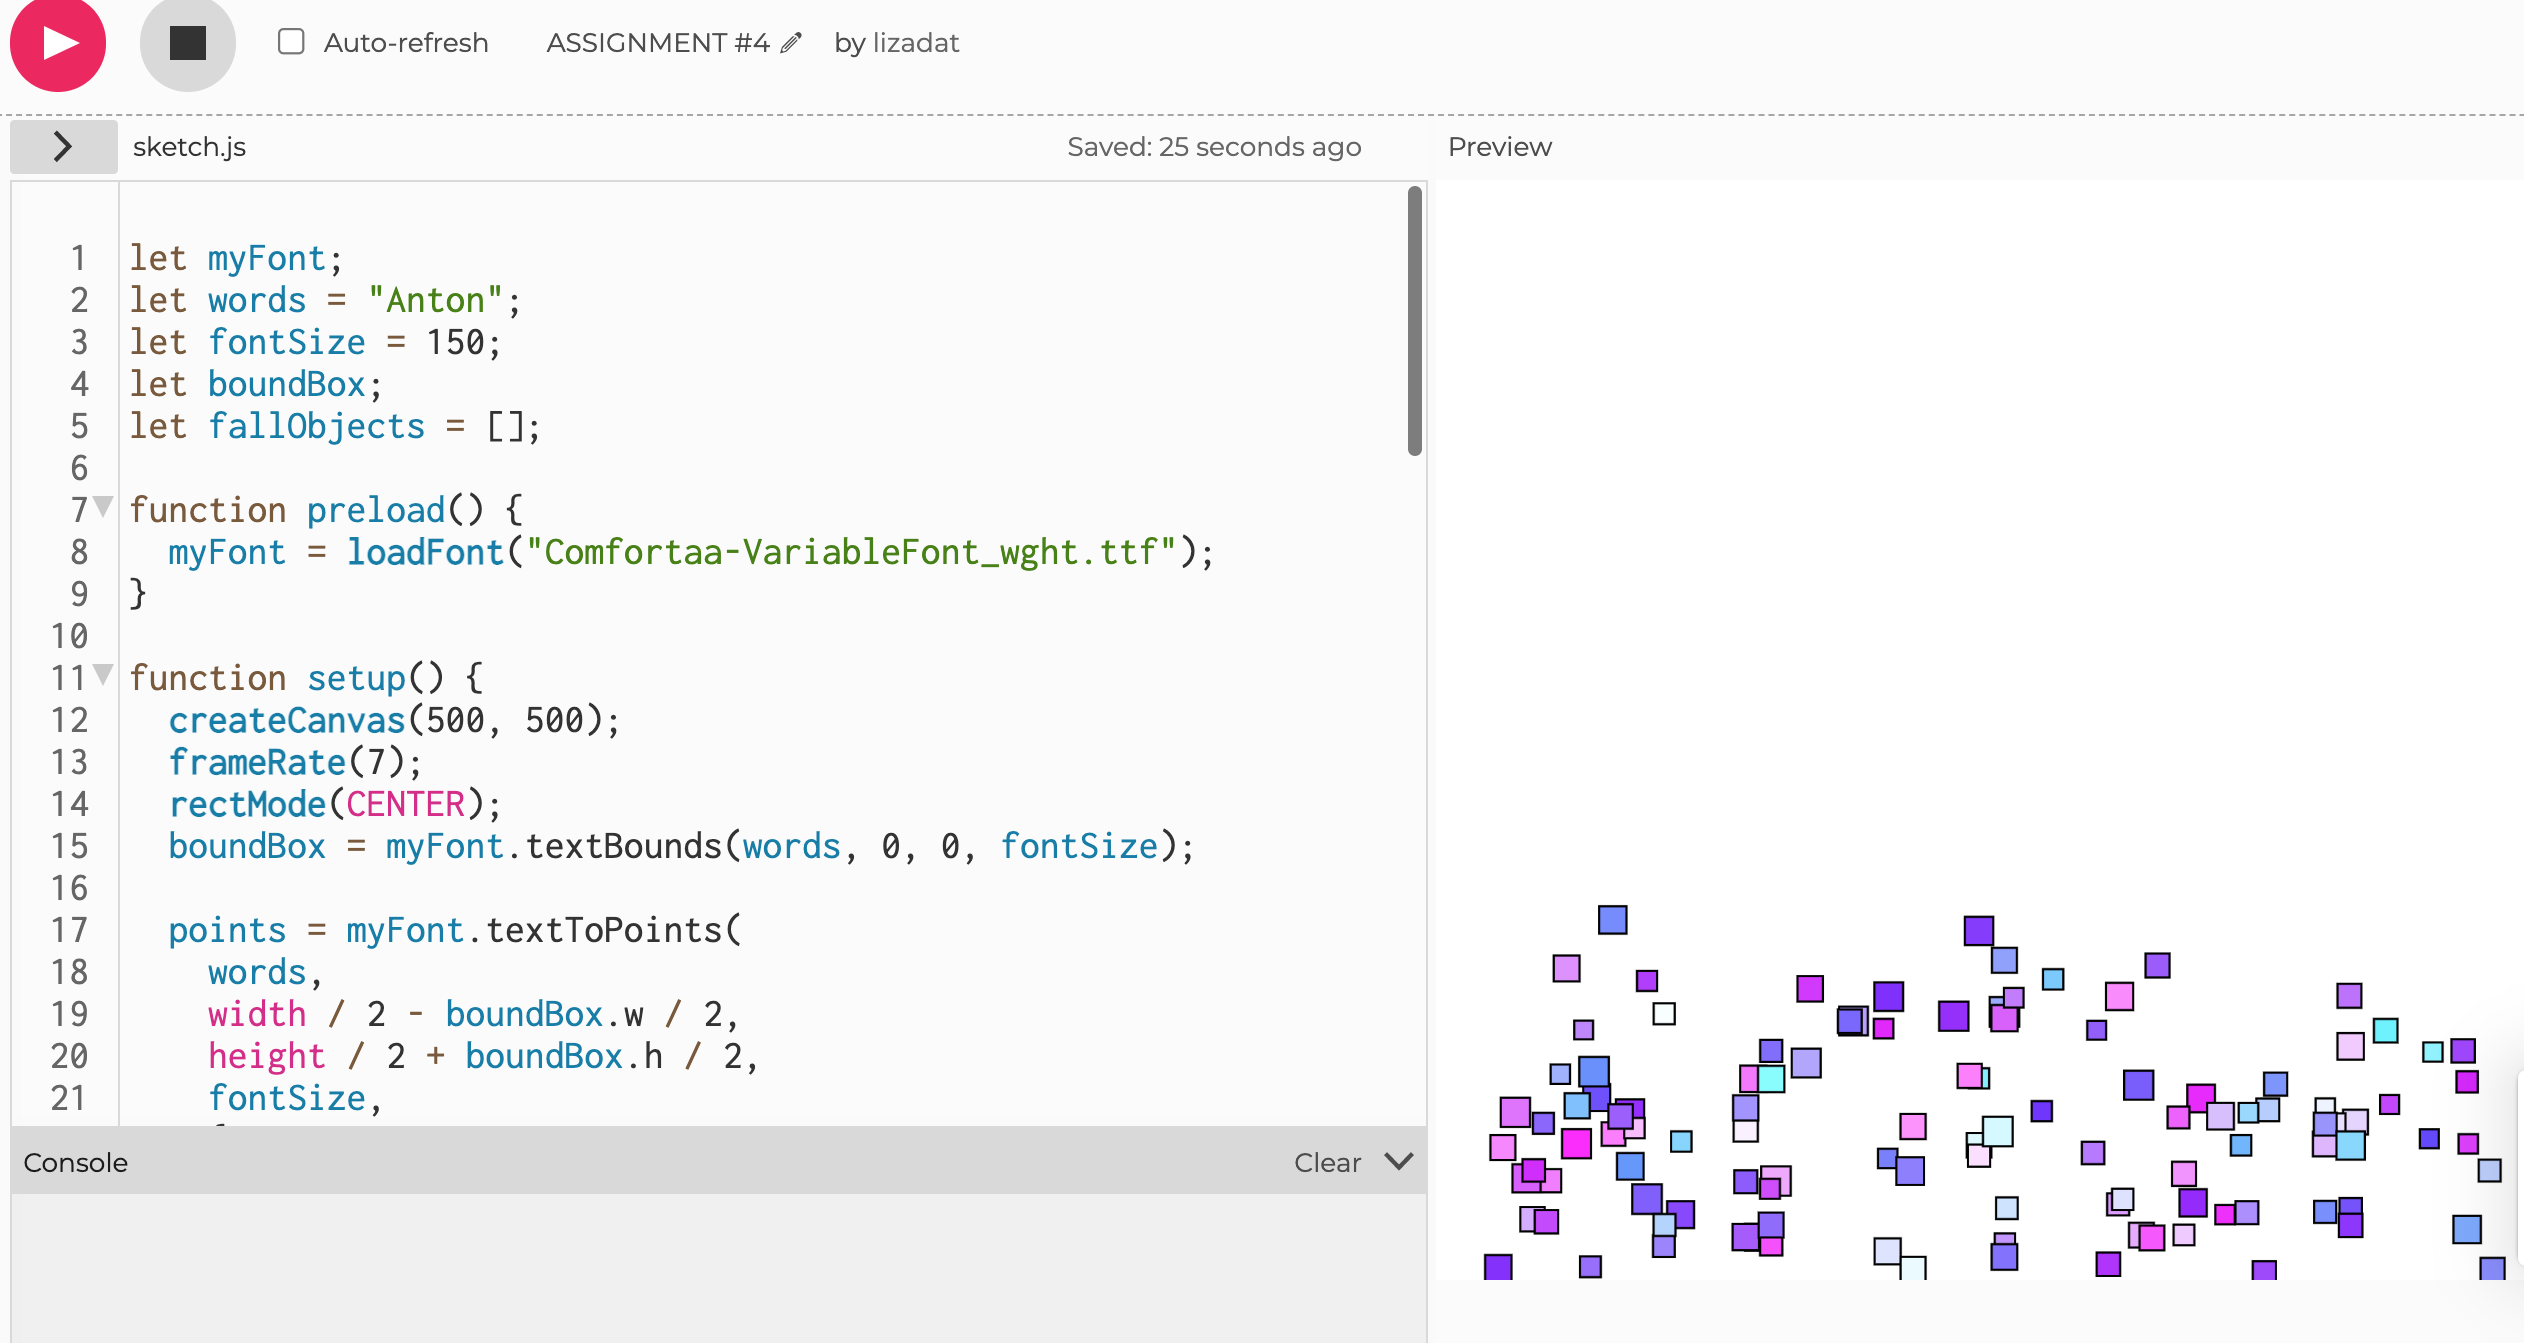 Auto-refresh ASSIGNMENT #4 by lizadat
sketch.js Saved: 25 seconds ago Preview
1 let myFont;
2 let words = "Anton";
3 let fontSize = 150;
4 let boundBox;
5 let fallObjects = [];
6
7 function preload() {
8 myFont = loadFont("Comfortaa-VariableFont_wght.ttf");
9 }
10
11 function setup() {
12 createCanvas(500, 500);
13 frameRate(7);
14 rectMode(CENTER);
15 boundBox = myFont.textBounds(words, 0, 0, fontSize);
16
17 points = myFont.textToPoints(
18 words,
19 width / 2 - boundBox.w / 2,
20 height / 2 + boundBox.h / 2,
21 fontSize,
Console Clear